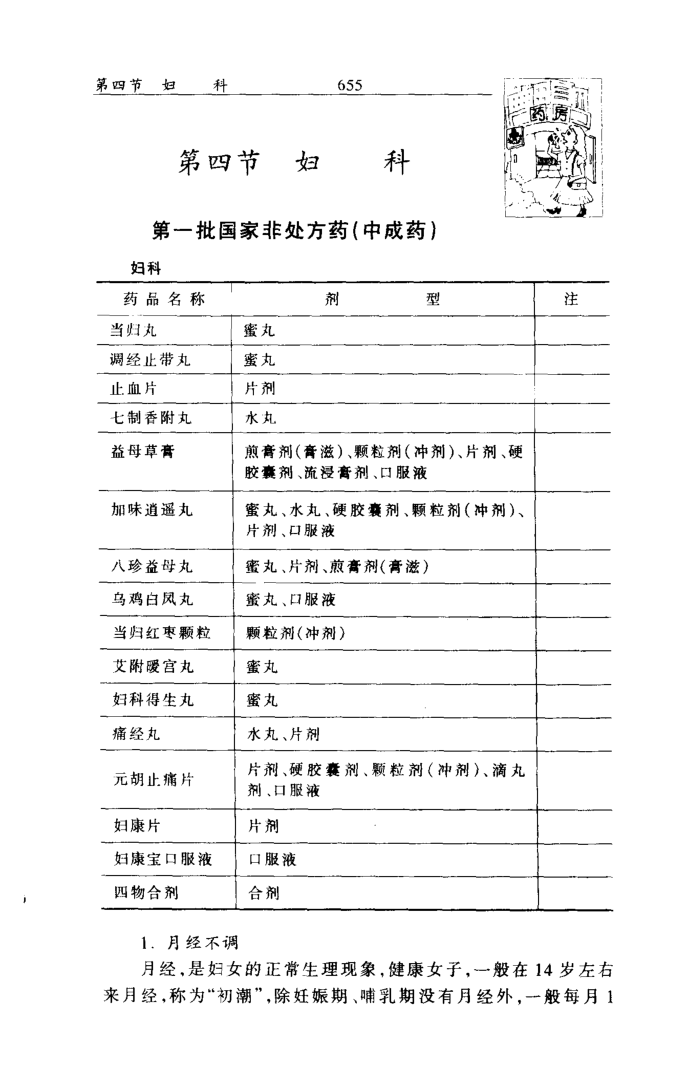 第四节 妇 科 655
药房
第四节 妇 科
第一批国家非处方药(中成药)
妇科
药品名称 剂 型 注
当归丸 蜜丸
调经止带丸 蜜丸
止血片 片剂
七制香附丸 水丸
益母草膏 煎膏剂(膏滋)、颗粒剂(冲剂)、片剂、硬
胶囊剂、流浸膏剂、口服液
加味逍遥丸 蜜丸、水丸、硬胶囊剂、颗粒剂(冲剂)、
片剂、口服液
八珍益母丸 蜜丸、片剂、煎膏剂(膏滋)
乌鸡白凤丸 蜜丸、口服液
当归红枣颗粒 颗粒剂(冲剂)
艾附暖宫丸 蜜丸
妇科得生丸 蜜丸
痛经丸 水丸、片剂
元胡止痛片 片剂、硬胶囊剂、颗粒剂(冲剂)、滴丸
剂、口服液
妇康片 片剂
妇康宝口服液 口服液
四物合剂 合剂
1. 月经不调
月经,是妇女的正常生理现象,健康女子,一般在 14 岁左右
来月经,称为“初潮”,除妊娠期、哺乳期没有月经外,一般每月 1